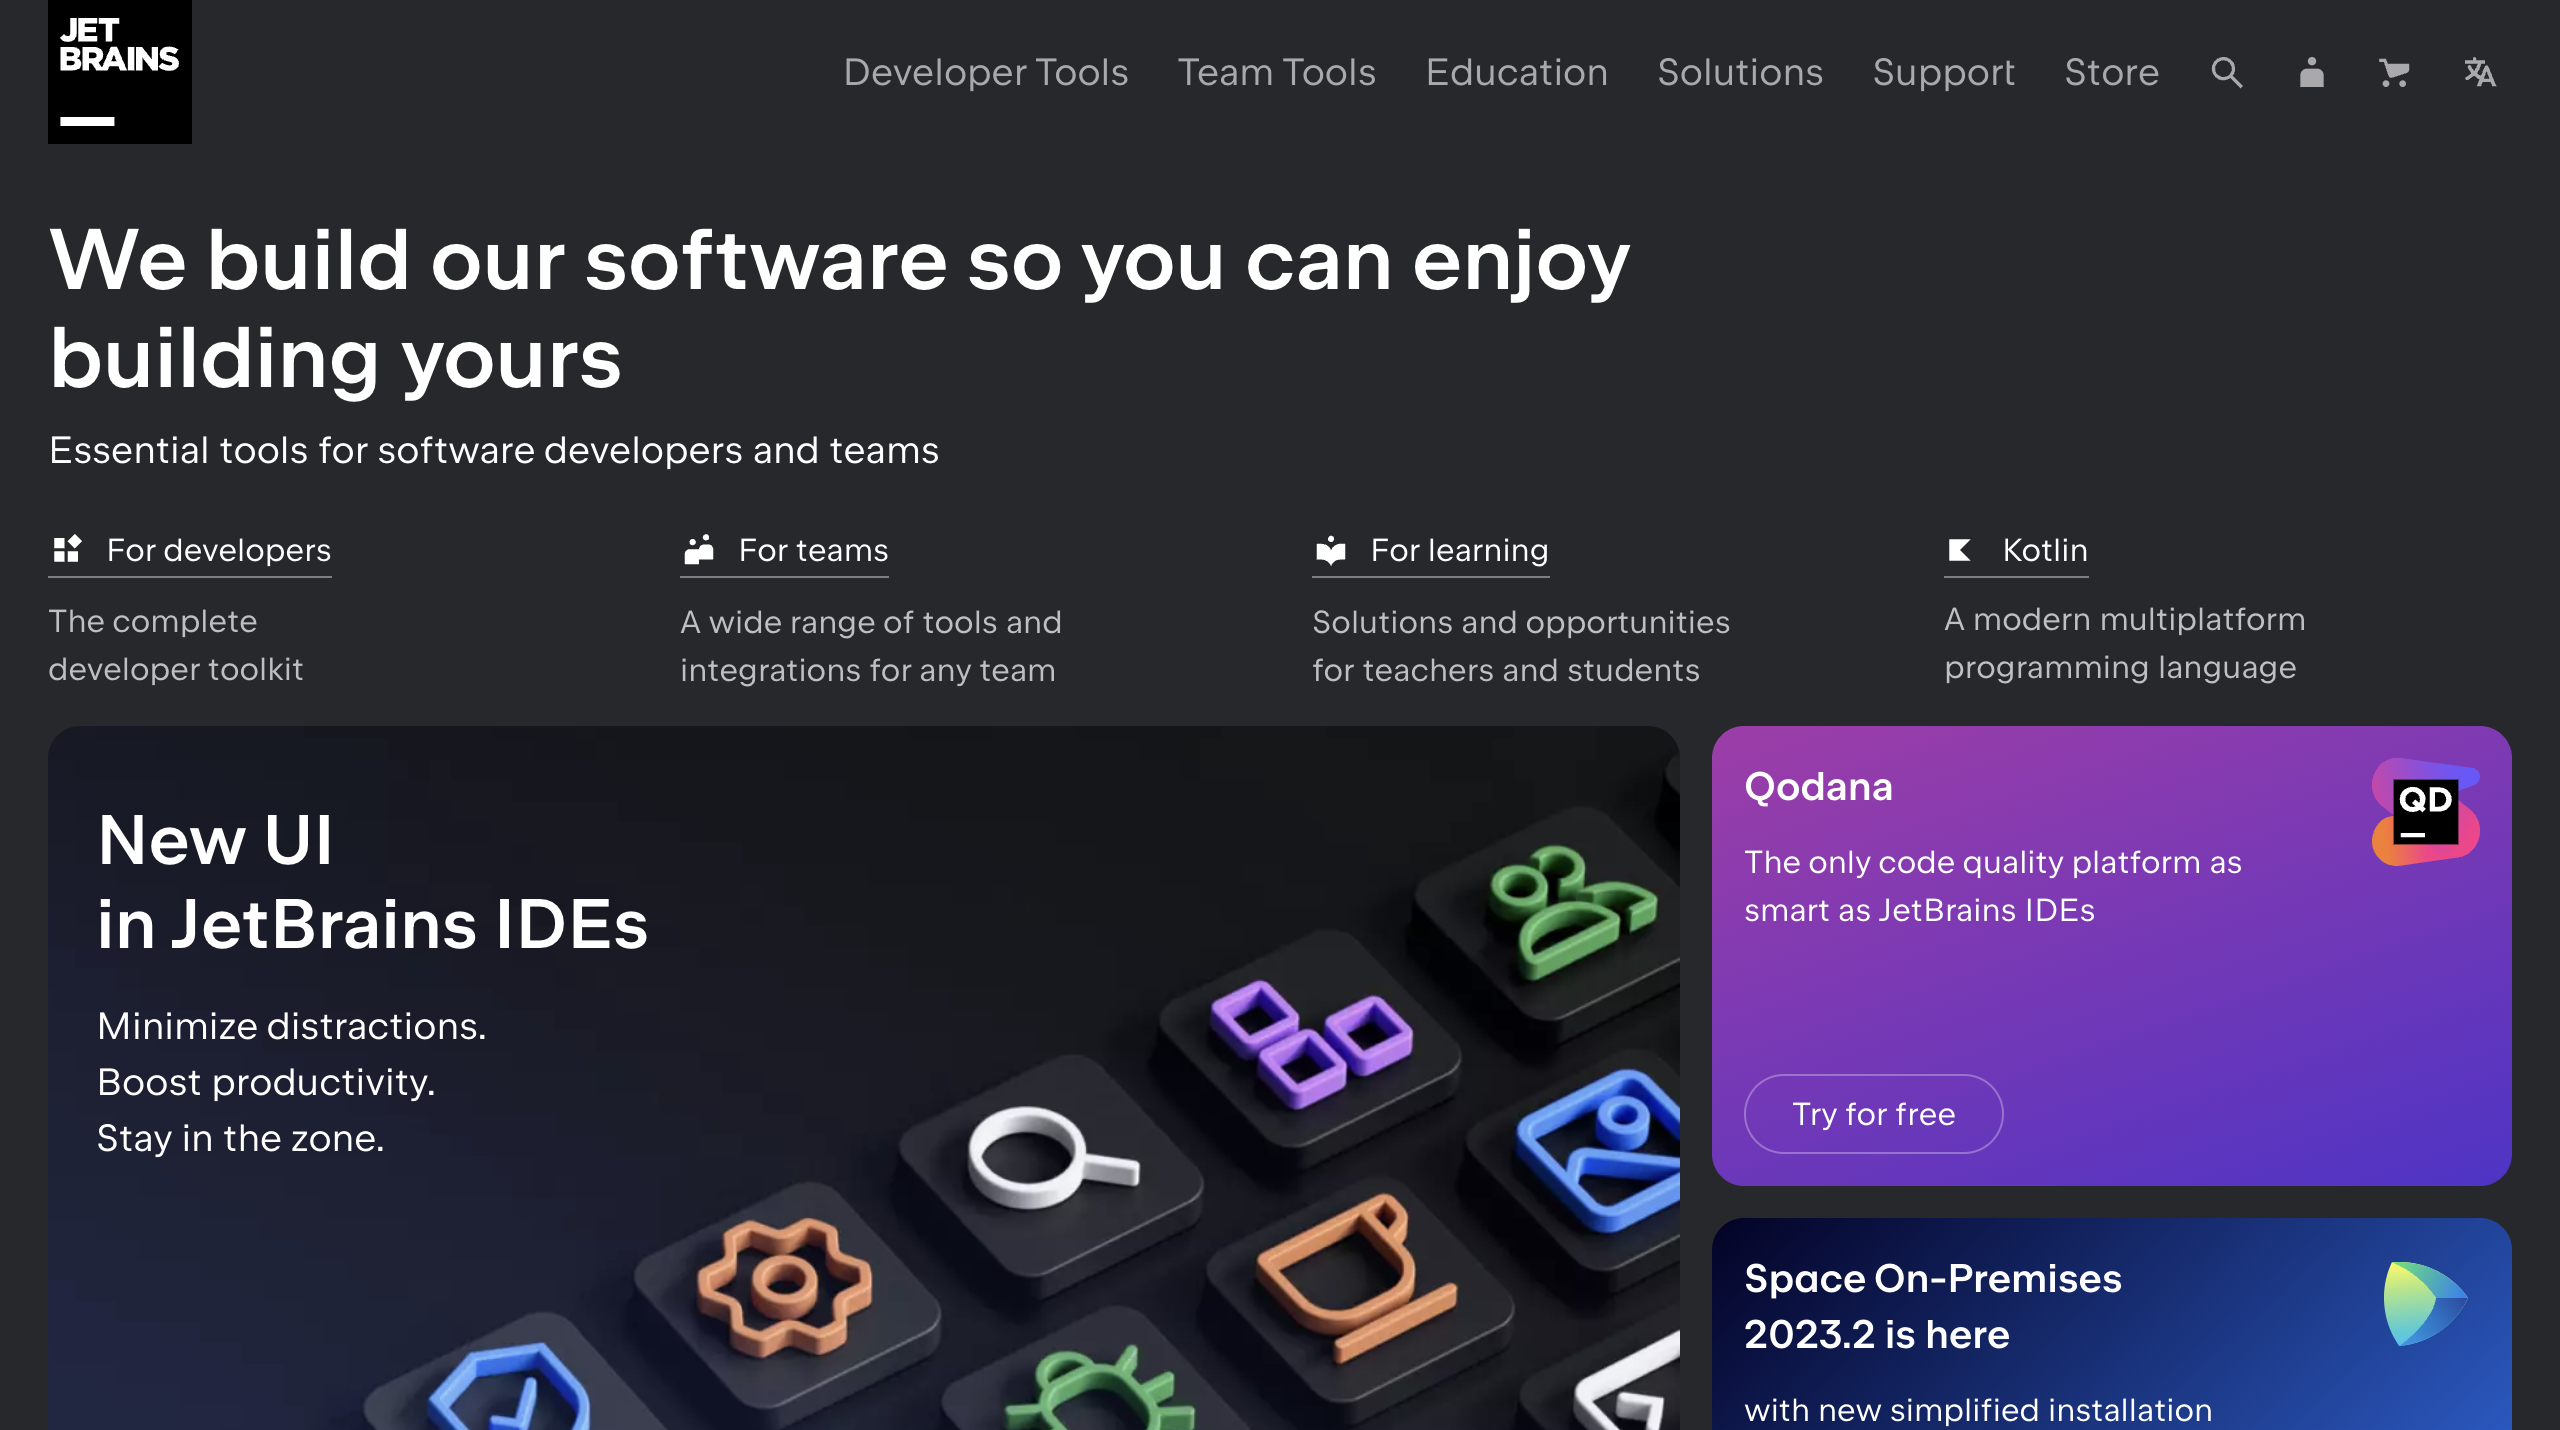 JET
BRAINS
Developer Tools
Team Tools
Education
Solutions
Support
Store
We build our software so you can enjoy
building yours
Essential tools for software developers and teams
For developers
The complete
developer toolkit
For teams
A wide range of tools and
integrations for any team
For learning
Solutions and opportunities
for teachers and students
Kotlin
A modern multiplatform
programming language
New UI
in JetBrains IDEs
Minimize distractions.
Boost productivity.
Stay in the zone.
Qodana
QD
The only code quality platform as
smart as JetBrains IDEs
Try for free
Space On-Premises
2023.2 is here
with new simplified installation